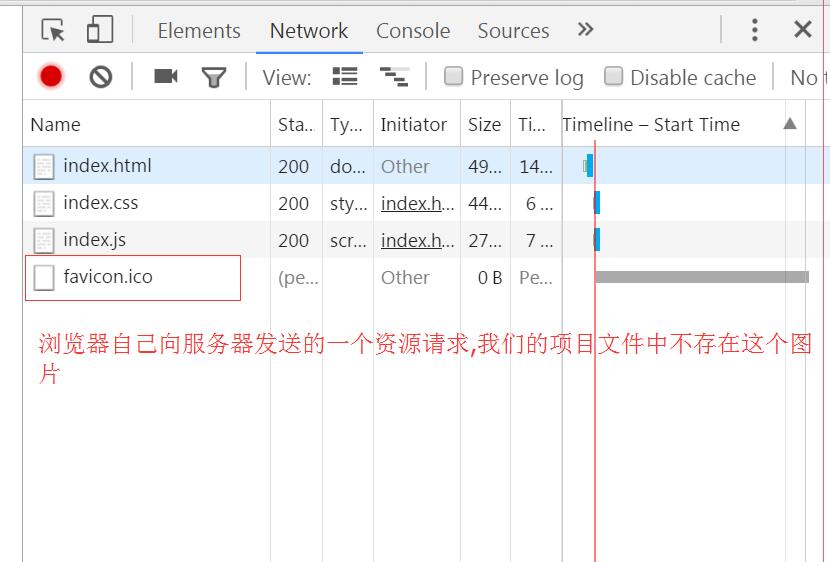 Elements Network Console Sources
View: Preserve log Disable cache No
Name Sta... Ty... Initiator Size Ti... Timeline – Start Time
index.html 200 do... Other 49... 14...
index.css 200 sty... index.h... 44... 6 ...
index.js 200 scr... index.h... 27... 7 ...
favicon.ico (pe... Other 0 B Pe...
浏览器自己向服务器发送的一个资源请求,我们的项目文件中不存在这个图
片